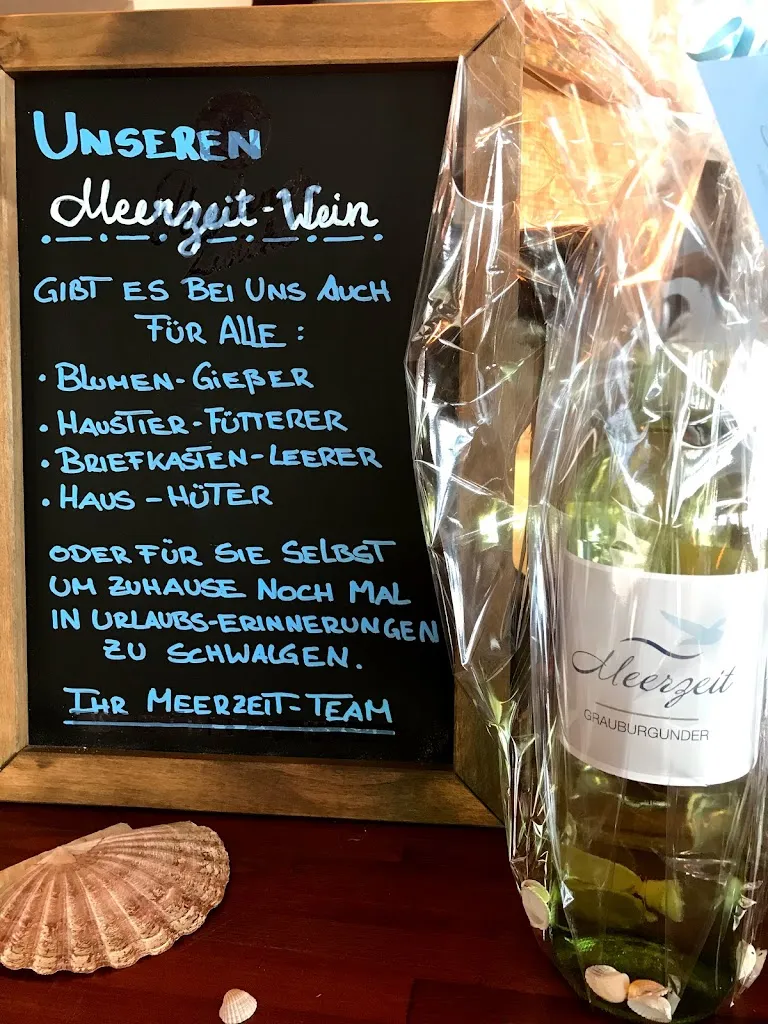 UNSEREN
Meerzeit-Wein
GIBT ES BEI UNS AUCH
FÜR ALLE :
• BLUMEN-GIEßER
• HAUSTIER-FÜTTERER
• BRIEFKASTEN-LEERER
• HAUS - HÜTER
ODER FÜR SIE SELBST
UM ZUHAUSE NOCH MAL
IN URLAUBS-ERINNERUNGEN
ZU SCHWALGEN.
IHR MEERZEIT-TEAM
Meerzeit
GRAUBURGUNDER